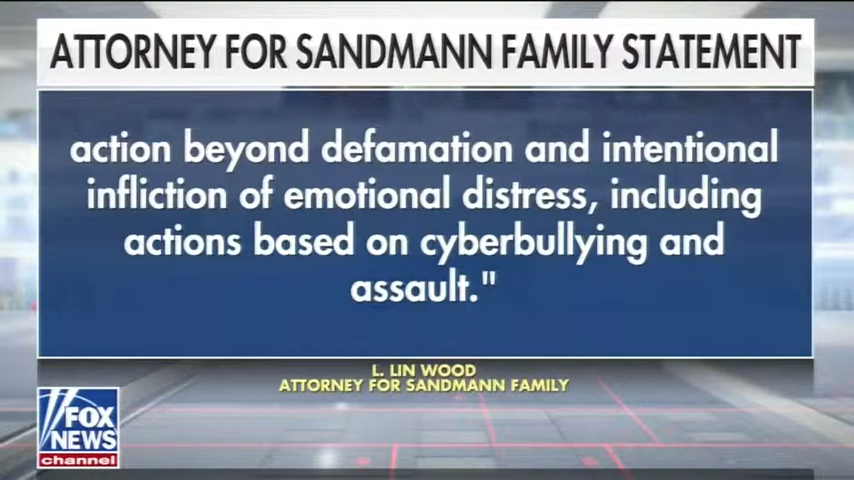 ATTORNEY FOR SANDMANN FAMILY STATEMENT
action beyond defamation and intentional
infliction of emotional distress, including
actions based on cyberbullying and
assault."
L. LIN WOOD
ATTORNEY FOR SANDMANN FAMILY
FOX
NEWS
channel